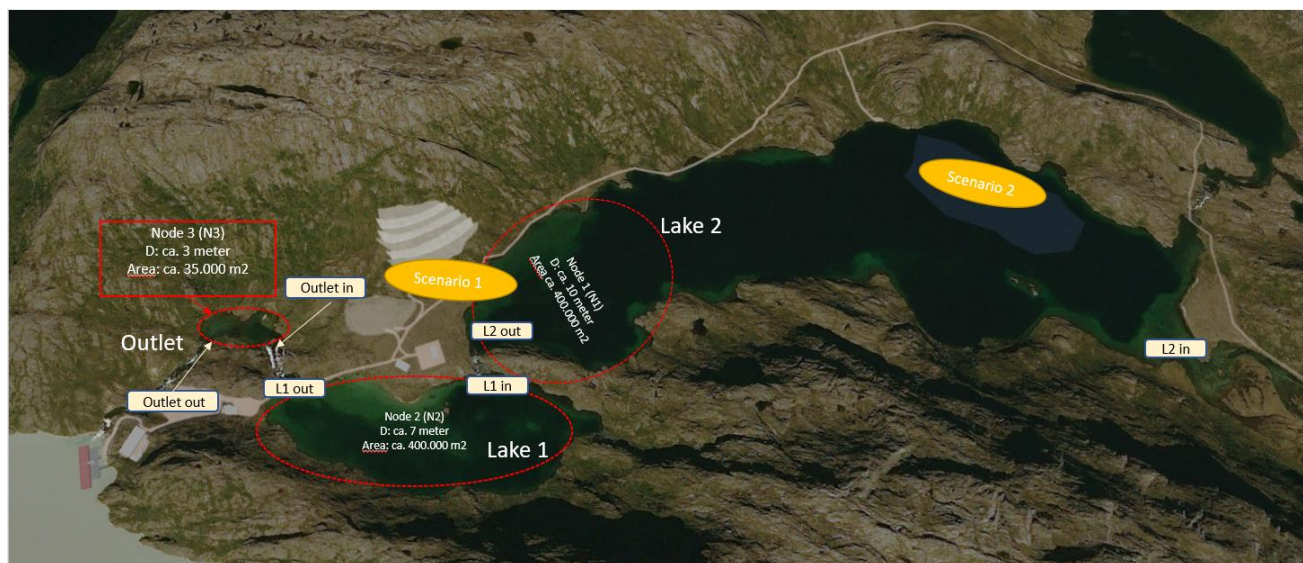 Scenario 2
Lake 2
Node 3 (N3)
D: ca. 3 meter
Area: ca. 35.000 m2
Scenario 1
Node 1 (N1)
D: ca. 10 meter
Area ca. 400.000 m2
Outlet in
L2 out
Outlet
L2 in
L1 out
L1 in
Outlet out
Node 2 (N2)
D: ca. 7 meter
Area: ca. 400.000 m2
Lake 1